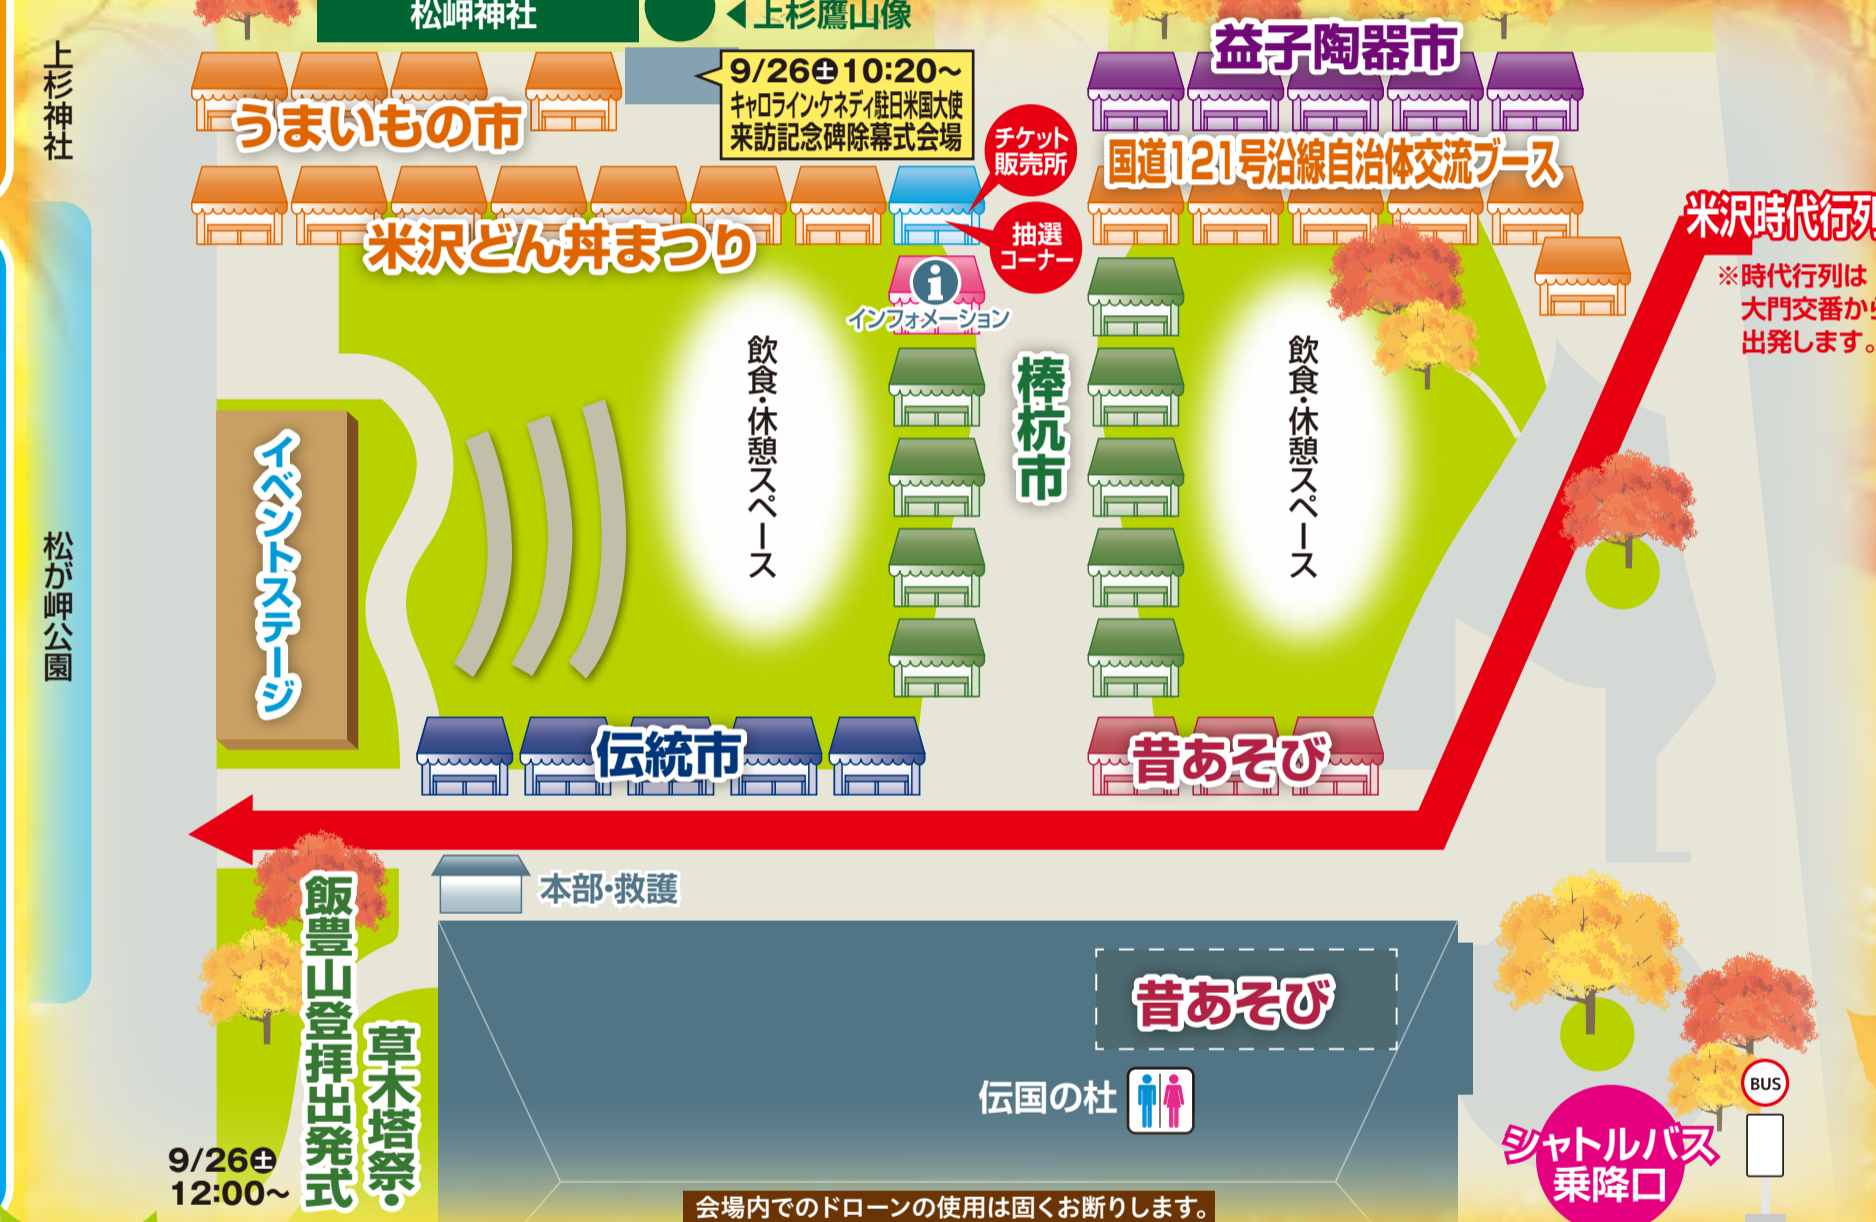 松岬神社
◀上杉鷹山像
上杉神社
9/26㊏10:20〜
キャロライン・ケネディ駐日米国大使
来訪記念碑除幕式会場
益子陶器市
うまいもの市
チケット
販売所
国道121号沿線自治体交流ブース
米沢どん丼まつり
抽選
コーナー
米沢時代行列
※時代行列は
大門交番から
出発します。
i
インフォメーション
飲食・休憩スペース
棒杭市
飲食・休憩スペース
イベントステージ
松が岬公園
伝統市
昔あそび
本部・救護
草木塔祭・
飯豊山登拝出発式
9/26㊏
12:00〜
昔あそび
伝国の杜
BUS
シャトルバス
乗降口
会場内でのドローンの使用は固くお断りします。